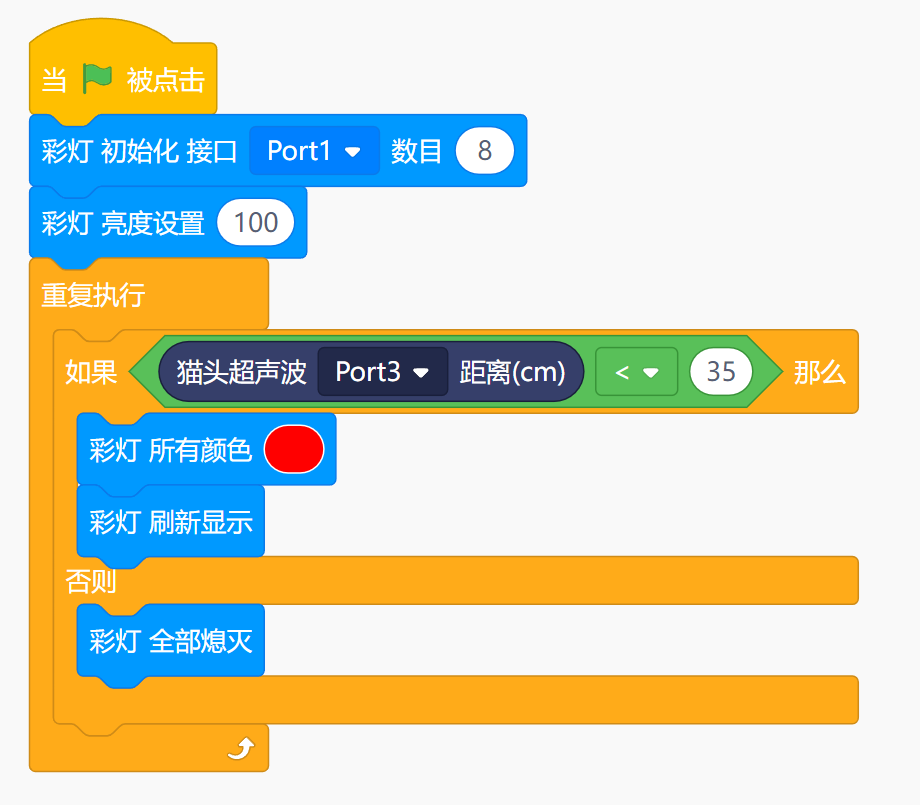 当 被点击
彩灯 初始化 接口 Port1 数目 8
彩灯 亮度设置 100
重复执行
如果 猫头超声波 Port3 距离(cm) < 35 那么
彩灯 所有颜色
彩灯 刷新显示
否则
彩灯 全部熄灭